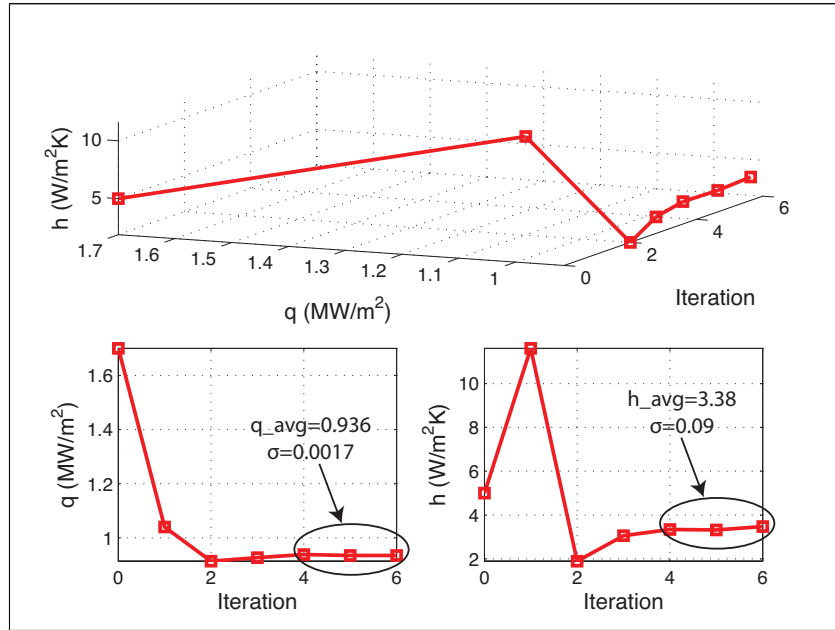 10
5
h (W/m²K)
1.7
1.6
1.5
1.4
1.3
1.2
1.1
1
0
2
4
6
q (MW/m²)
Iteration
1.6
1.4
1.2
1
q (MW/m²)
q_avg=0.936
σ=0.0017
0
2
4
6
Iteration
10
8
6
4
2
h (W/m²K)
h_avg=3.38
σ=0.09
0
2
4
6
Iteration